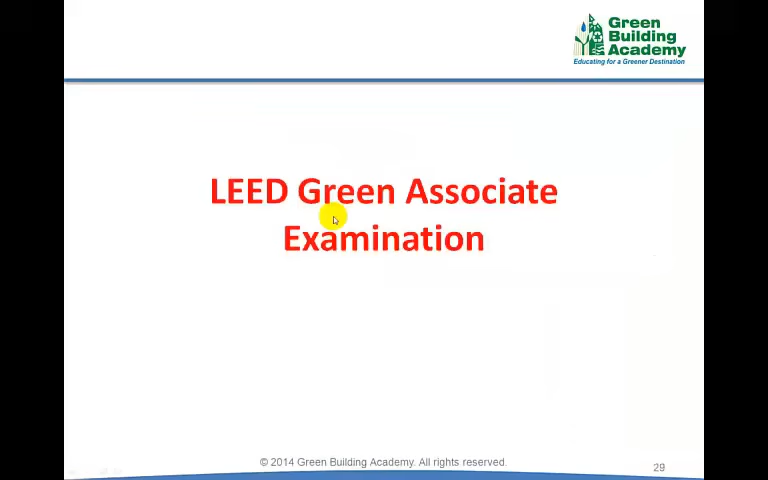 Green
Building
Academy
Educating for a Greener Destination
LEED Green Associate
Examination
© 2014 Green Building Academy. All rights reserved.
29